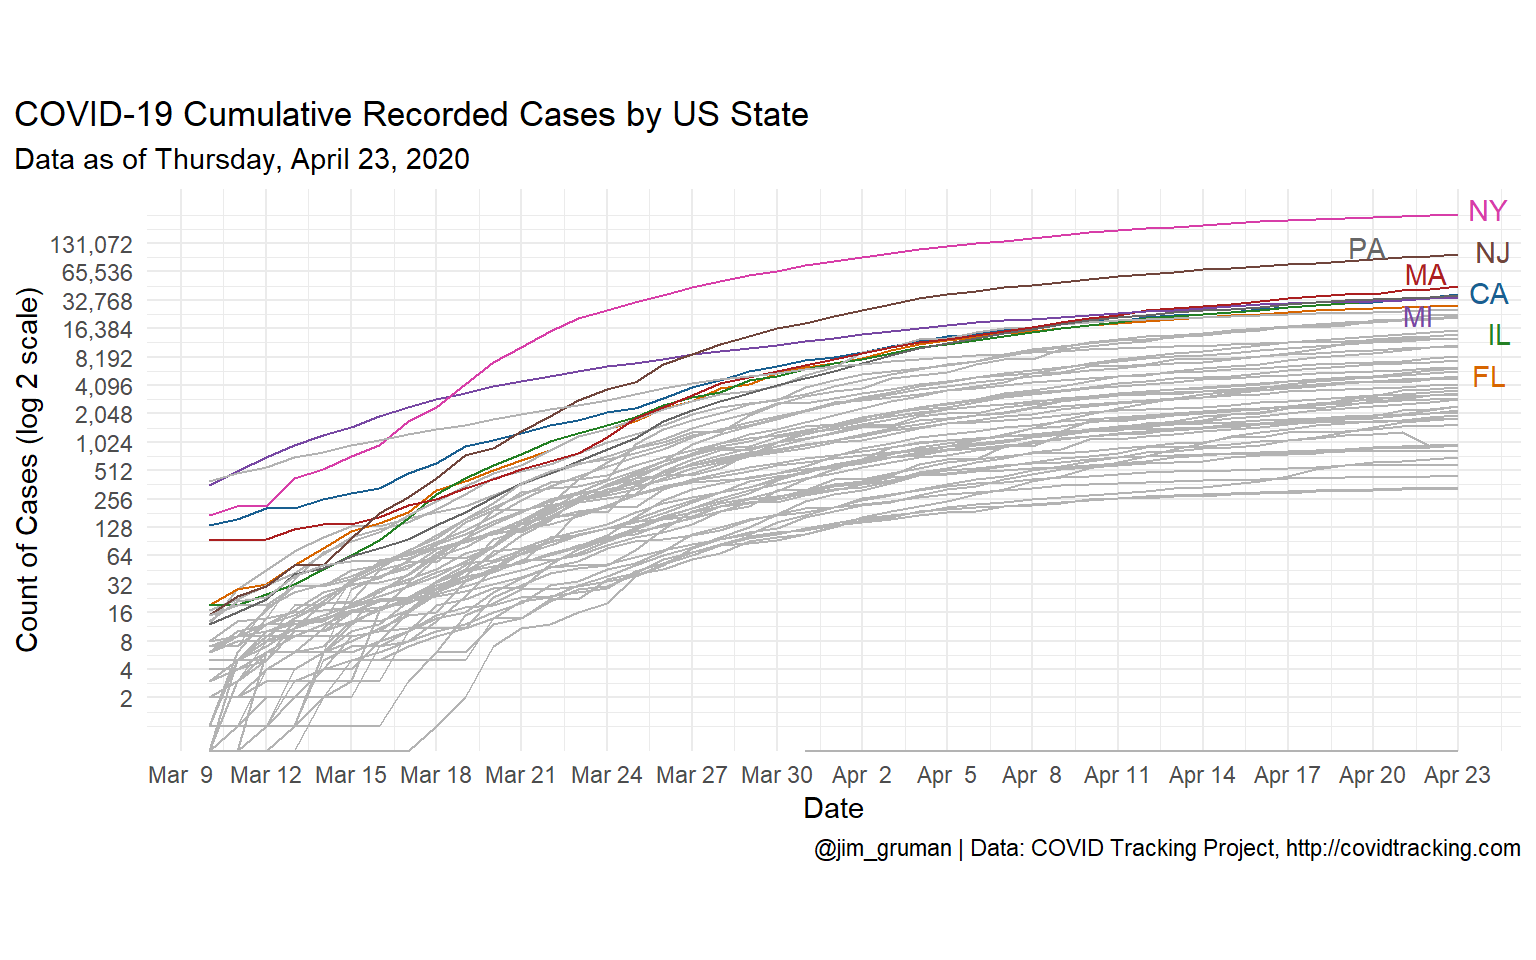 COVID-19 Cumulative Recorded Cases by US State
Data as of Thursday, April 23, 2020
Count of Cases (log 2 scale)
131,072
65,536
32,768
16,384
8,192
4,096
2,048
1,024
512
256
128
64
32
16
8
4
2
NY
PA
NJ
MA
CA
MI
IL
FL
Mar 9 Mar 12 Mar 15 Mar 18 Mar 21 Mar 24 Mar 27 Mar 30 Apr 2 Apr 5 Apr 8 Apr 11 Apr 14 Apr 17 Apr 20 Apr 23
Date
@jim_gruman | Data: COVID Tracking Project, http://covidtracking.com